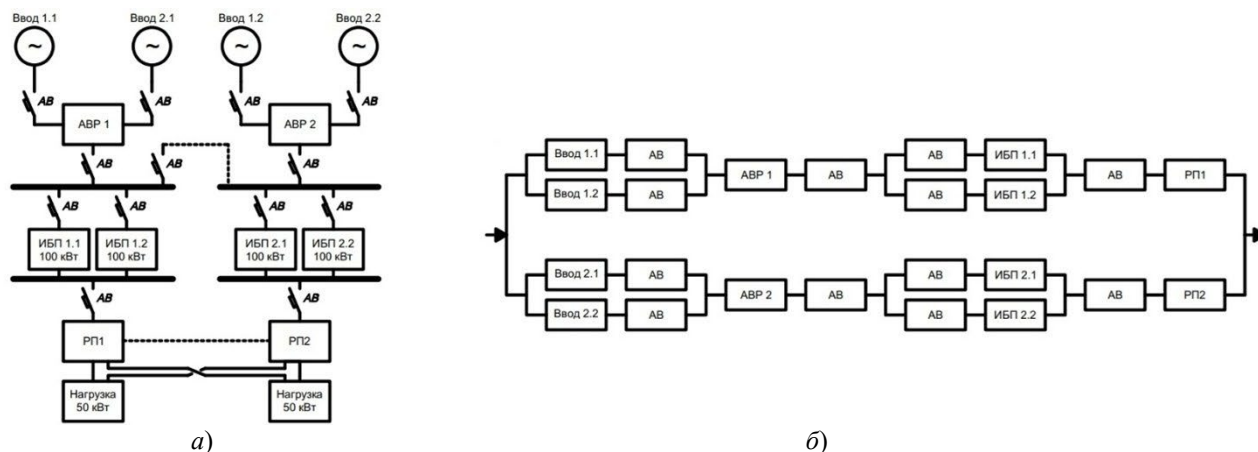 Ввод 1.1 Ввод 2.1 Ввод 1.2 Ввод 2.2
~ ~ ~ ~
АВ АВ АВ АВ
АВР 1 АВР 2
АВ АВ АВ
АВ АВ АВ АВ
ИБП 1.1 ИБП 1.2 ИБП 2.1 ИБП 2.2
100 кВт 100 кВт 100 кВт 100 кВт
АВ АВ
РП1 РП2
Нагрузка Нагрузка
50 кВт 50 кВт
а)
Ввод 1.1 АВ АВ ИБП 1.1
АВР 1 АВ АВ РП1
Ввод 1.2 АВ АВ ИБП 1.2
Ввод 2.1 АВ АВ ИБП 2.1
АВР 2 АВ АВ РП2
Ввод 2.2 АВ АВ ИБП 2.2
б)